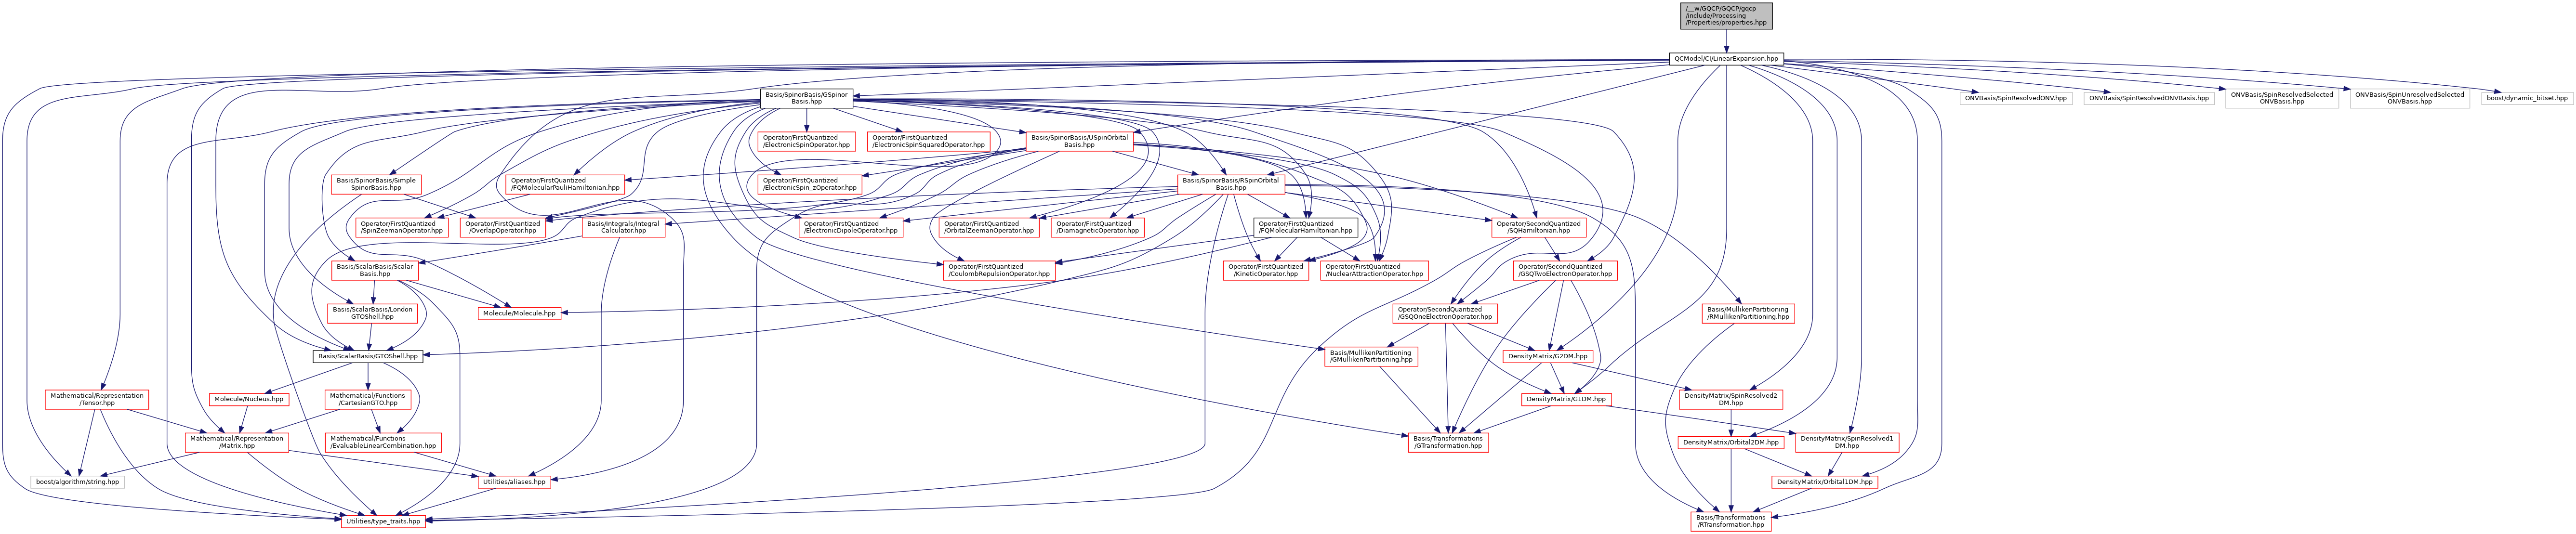 /__w/GQCP/GQCP/gqcp
/include/Processing
/Properties/properties.hpp
QCModel/CI/LinearExpansion.hpp
Basis/SpinorBasis/GSpinor
Basis.hpp
ONVBasis/SpinResolvedONV.hpp
ONVBasis/SpinResolvedONVBasis.hpp
ONVBasis/SpinResolvedSelected
ONVBasis.hpp
ONVBasis/SpinUnresolvedSelected
ONVBasis.hpp
boost/dynamic_bitset.hpp
Operator/FirstQuantized
/ElectronicSpinOperator.hpp
Operator/FirstQuantized
/ElectronicSpinSquaredOperator.hpp
Basis/SpinorBasis/USpinOrbital
Basis.hpp
Basis/SpinorBasis/Simple
SpinorBasis.hpp
Operator/FirstQuantized
/FQMolecularPauliHamiltonian.hpp
Operator/FirstQuantized
/ElectronicSpin_zOperator.hpp
Basis/SpinorBasis/RSpinOrbital
Basis.hpp
Operator/FirstQuantized
/SpinZeemanOperator.hpp
Operator/FirstQuantized
/OverlapOperator.hpp
Basis/Integrals/Integral
Calculator.hpp
Operator/FirstQuantized
/ElectronicDipoleOperator.hpp
Operator/FirstQuantized
/OrbitalZeemanOperator.hpp
Operator/FirstQuantized
/DiamagneticOperator.hpp
Operator/FirstQuantized
/FQMolecularHamiltonian.hpp
Operator/SecondQuantized
/SQHamiltonian.hpp
Basis/ScalarBasis/Scalar
Basis.hpp
Operator/FirstQuantized
/CoulombRepulsionOperator.hpp
Operator/FirstQuantized
/KineticOperator.hpp
Operator/FirstQuantized
/NuclearAttractionOperator.hpp
Operator/SecondQuantized
/GSQTwoElectronOperator.hpp
Basis/ScalarBasis/London
GTOShell.hpp
Molecule/Molecule.hpp
Operator/SecondQuantized
/GSQOneElectronOperator.hpp
Basis/MullikenPartitioning
/RMullikenPartitioning.hpp
Basis/ScalarBasis/GTOShell.hpp
Basis/MullikenPartitioning
/GMullikenPartitioning.hpp
DensityMatrix/G2DM.hpp
Mathematical/Representation
/Tensor.hpp
Molecule/Nucleus.hpp
Mathematical/Functions
/CartesianGTO.hpp
DensityMatrix/G1DM.hpp
DensityMatrix/SpinResolved2
DM.hpp
Mathematical/Representation
/Matrix.hpp
Mathematical/Functions
/EvaluableLinearCombination.hpp
Basis/Transformations
/GTransformation.hpp
DensityMatrix/Orbital2DM.hpp
DensityMatrix/SpinResolved1
DM.hpp
boost/algorithm/string.hpp
Utilities/aliases.hpp
DensityMatrix/Orbital1DM.hpp
Utilities/type_traits.hpp
Basis/Transformations
/RTransformation.hpp